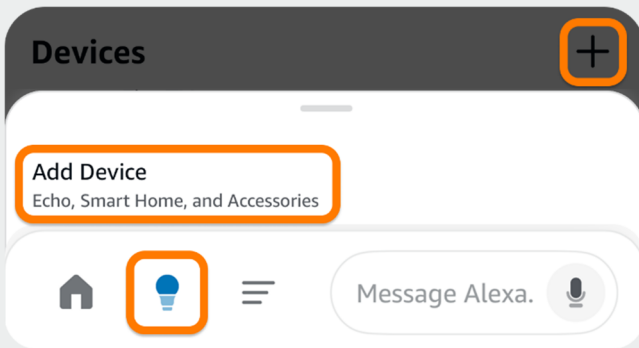 Devices
Add Device
Echo, Smart Home, and Accessories
Message Alexa.